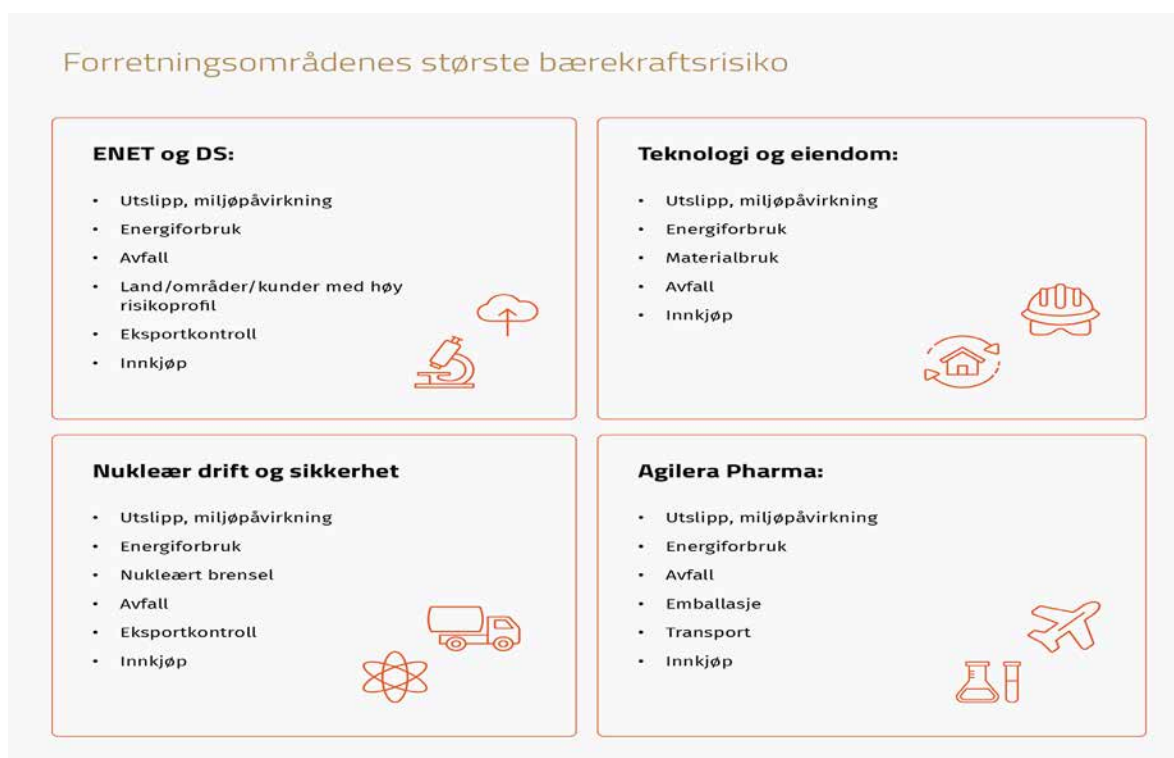 Forretningsområdenes største bærekraftsrisiko
ENET og DS:
• Utslipp, miljøpåvirkning
• Energiforbruk
• Avfall
• Land/områder/kunder med høy
risikoprofil
• Eksportkontroll
• Innkjøp
Teknologi og eiendom:
• Utslipp, miljøpåvirkning
• Energiforbruk
• Materialbruk
• Avfall
• Innkjøp
Nukleær drift og sikkerhet
• Utslipp, miljøpåvirkning
• Energiforbruk
• Nukleært brensel
• Avfall
• Eksportkontroll
• Innkjøp
Agilera Pharma:
• Utslipp, miljøpåvirkning
• Energiforbruk
• Avfall
• Emballasje
• Transport
• Innkjøp